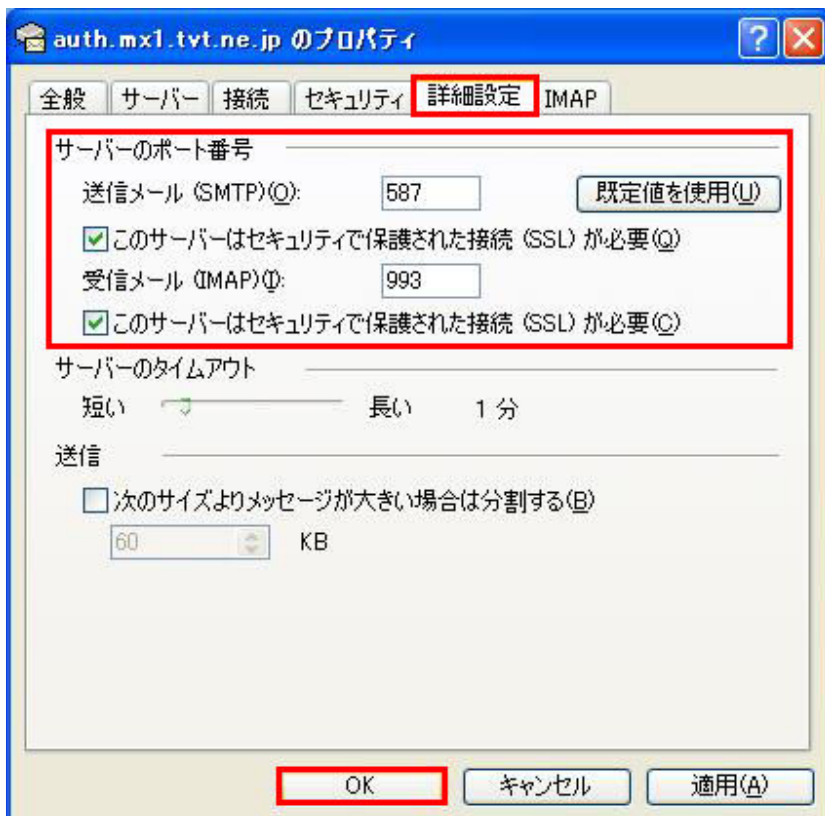 auth.mx1.tvt.ne.jp のプロパティ
全般 サーバー 接続 セキュリティ 詳細設定 IMAP
サーバーのポート番号
送信メール (SMTP)(O): 587 既定値を使用(U)
このサーバーはセキュリティで保護された接続 (SSL) が必要(Q)
受信メール (IMAP)(I): 993
このサーバーはセキュリティで保護された接続 (SSL) が必要(C)
サーバーのタイムアウト
短い 長い 1 分
送信
次のサイズよりメッセージが大きい場合は分割する(B)
60 KB
OK キャンセル 適用(A)